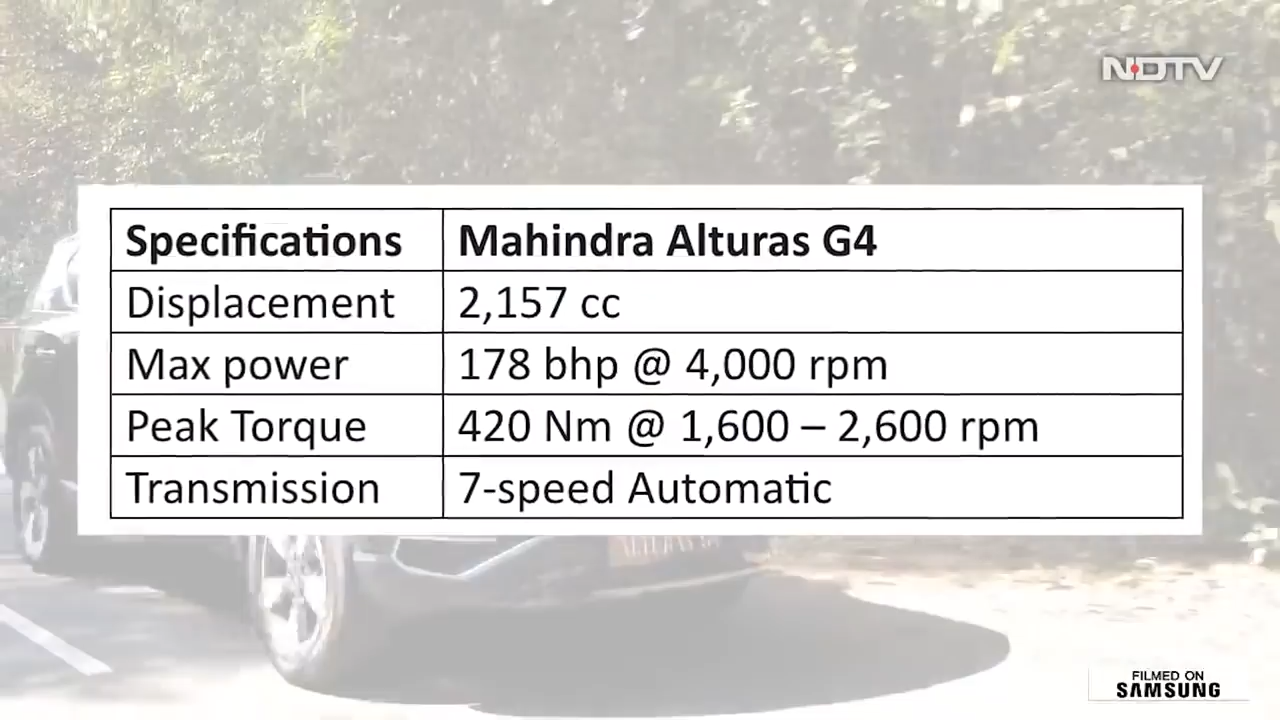 NDTV
Specifications Mahindra Alturas G4
Displacement 2,157 cc
Max power 178 bhp @ 4,000 rpm
Peak Torque 420 Nm @ 1,600 – 2,600 rpm
Transmission 7-speed Automatic
FILMED ON
SAMSUNG